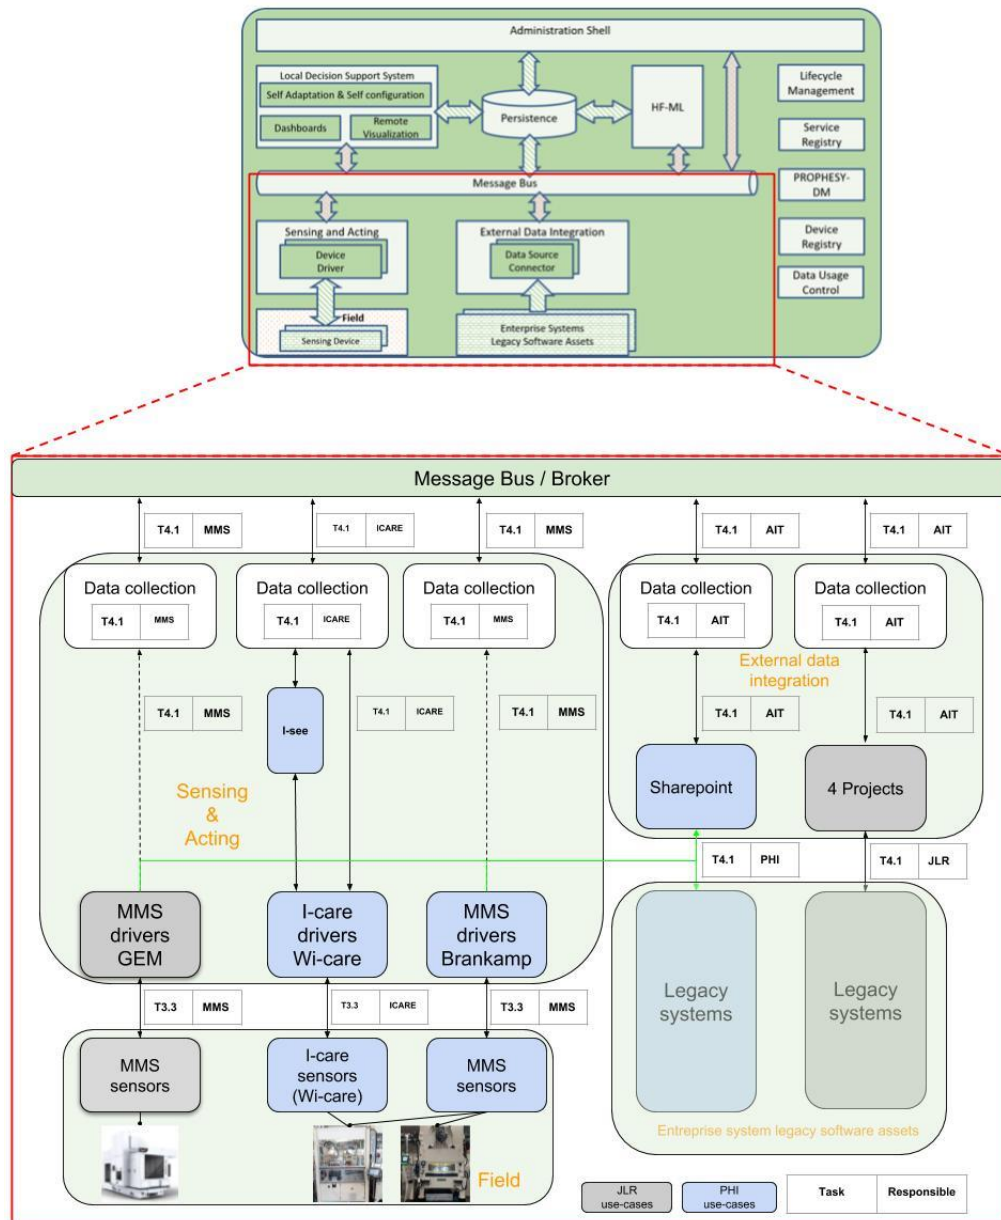 Administration Shell
Local Decision Support System
Self Adaptation & Self configuration
Dashboards
Remote
Visualization
Persistence
HF-ML
Lifecycle
Management
Service
Registry
PROPHESY-
DM
Device
Registry
Data Usage
Control
Message Bus
Sensing and Acting
Device
Driver
External Data Integration
Data Source
Connector
Field
Sensing Device
Enterprise Systems
Legacy Software Assets
Message Bus / Broker
T4.1 MMS
T4.1 ICARE
T4.1 MMS
T4.1 AIT
T4.1 AIT
Data collection
T4.1 MMS
Data collection
T4.1 ICARE
Data collection
T4.1 MMS
Data collection
T4.1 AIT
Data collection
T4.1 AIT
External data
integration
T4.1 MMS
T4.1 ICARE
T4.1 MMS
T4.1 AIT
T4.1 AIT
I-see
Sensing
&
Acting
Sharepoint
4 Projects
T4.1 PHI
T4.1 JLR
MMS
drivers
GEM
I-care
drivers
Wi-care
MMS
drivers
Brankamp
Legacy
systems
Legacy
systems
T3.3 MMS
T3.3 ICARE
T3.3 MMS
MMS
sensors
I-care
sensors
(Wi-care)
MMS
sensors
Entreprise system legacy software assets
Field
JLR
use-cases
PHI
use-cases
Task Responsible